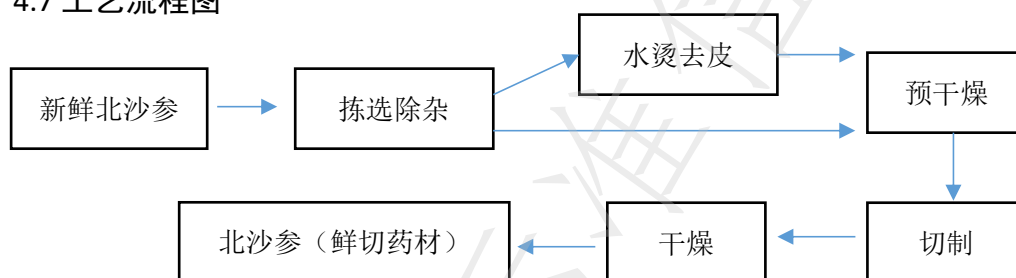 4.7 工艺流程图
水烫去皮
新鲜北沙参
拣选除杂
预干燥
北沙参（鲜切药材）
干燥
切制